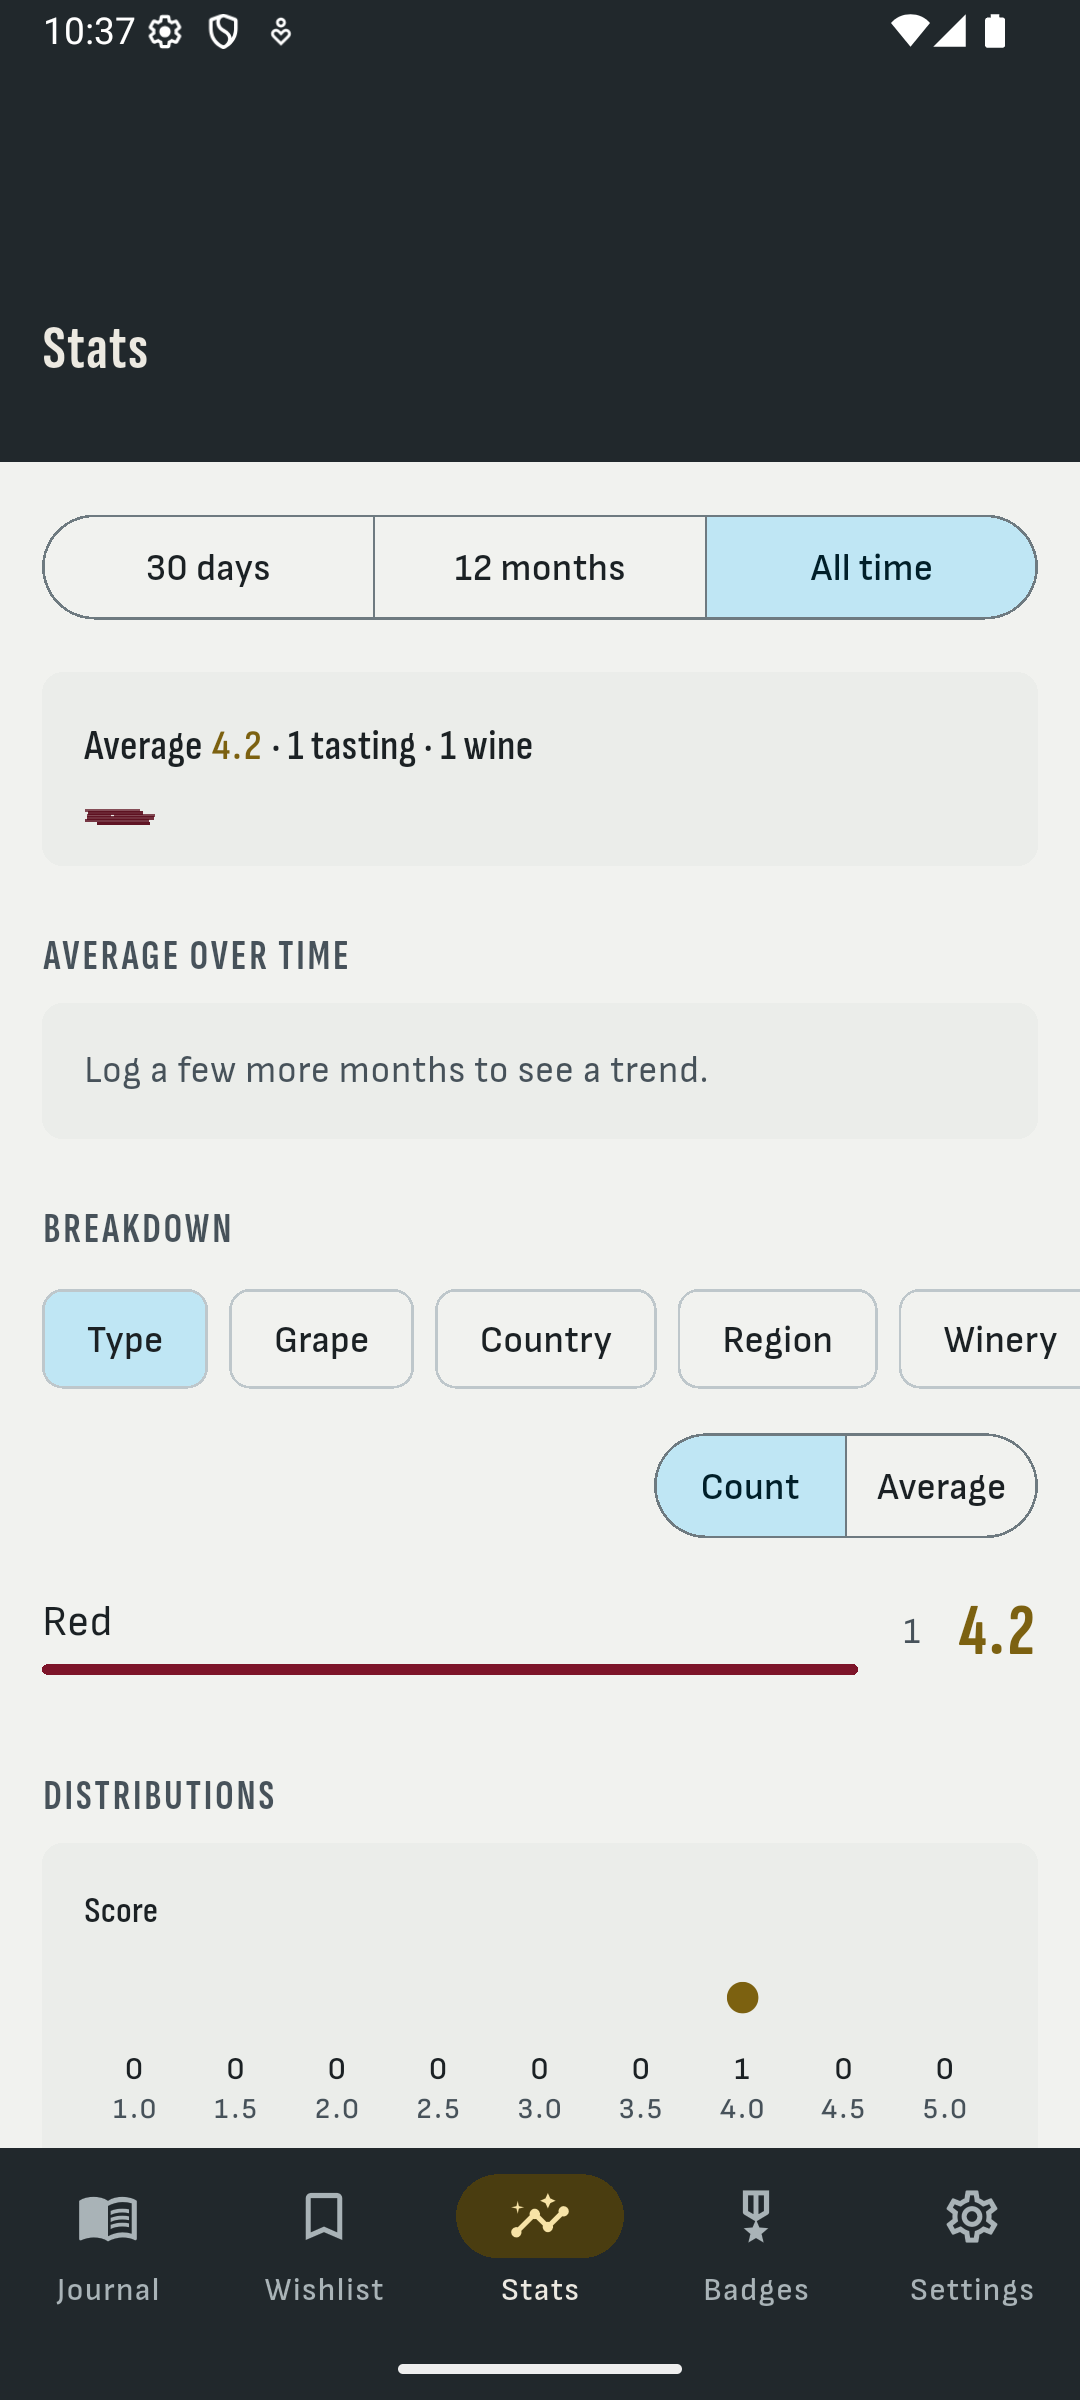 10:37
Stats
30 days 12 months All time
Average 4.2 · 1 tasting · 1 wine
AVERAGE OVER TIME
Log a few more months to see a trend.
BREAKDOWN
Type Grape Country Region Winery
Count Average
Red 1 4.2
DISTRIBUTIONS
Score
0 0 0 0 0 0 1 0 0
1.0 1.5 2.0 2.5 3.0 3.5 4.0 4.5 5.0
Journal Wishlist Stats Badges Settings